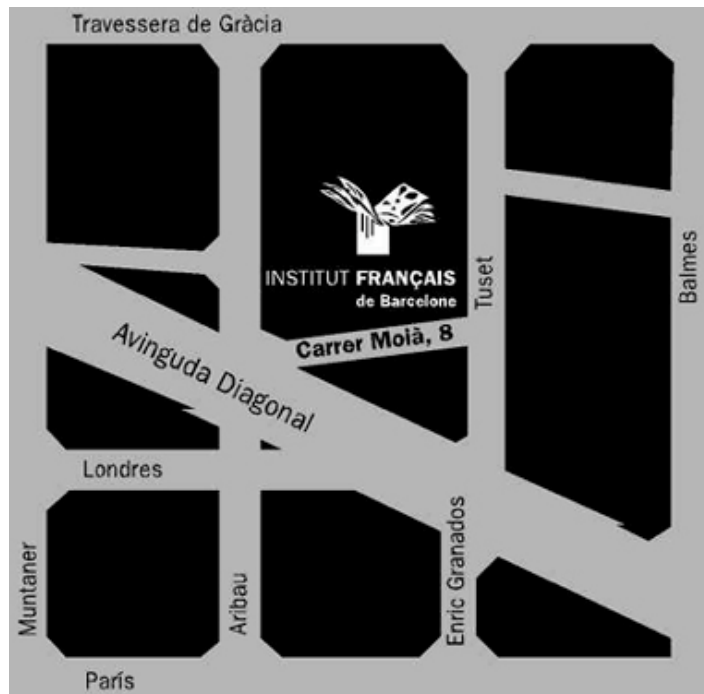 Travessera de Gràcia
INSTITUT FRANÇAIS
de Barcelone
Carrer Moià, 8
Tuset
Balmes
Avinguda Diagonal
Londres
Muntaner
Aribau
Enric Granados
París